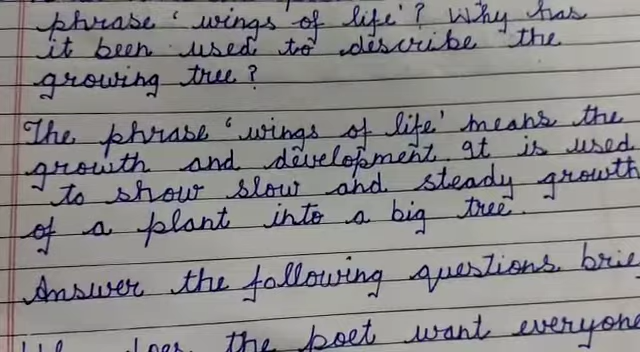 phrase 'wings of life'? Why has
it been used to describe the
growing tree?
The phrase 'wings of life' means the
growth and development. It is used
to show slow and steady growth
of a plant into a big tree.
Answer the following questions brie
does the poet want everyone